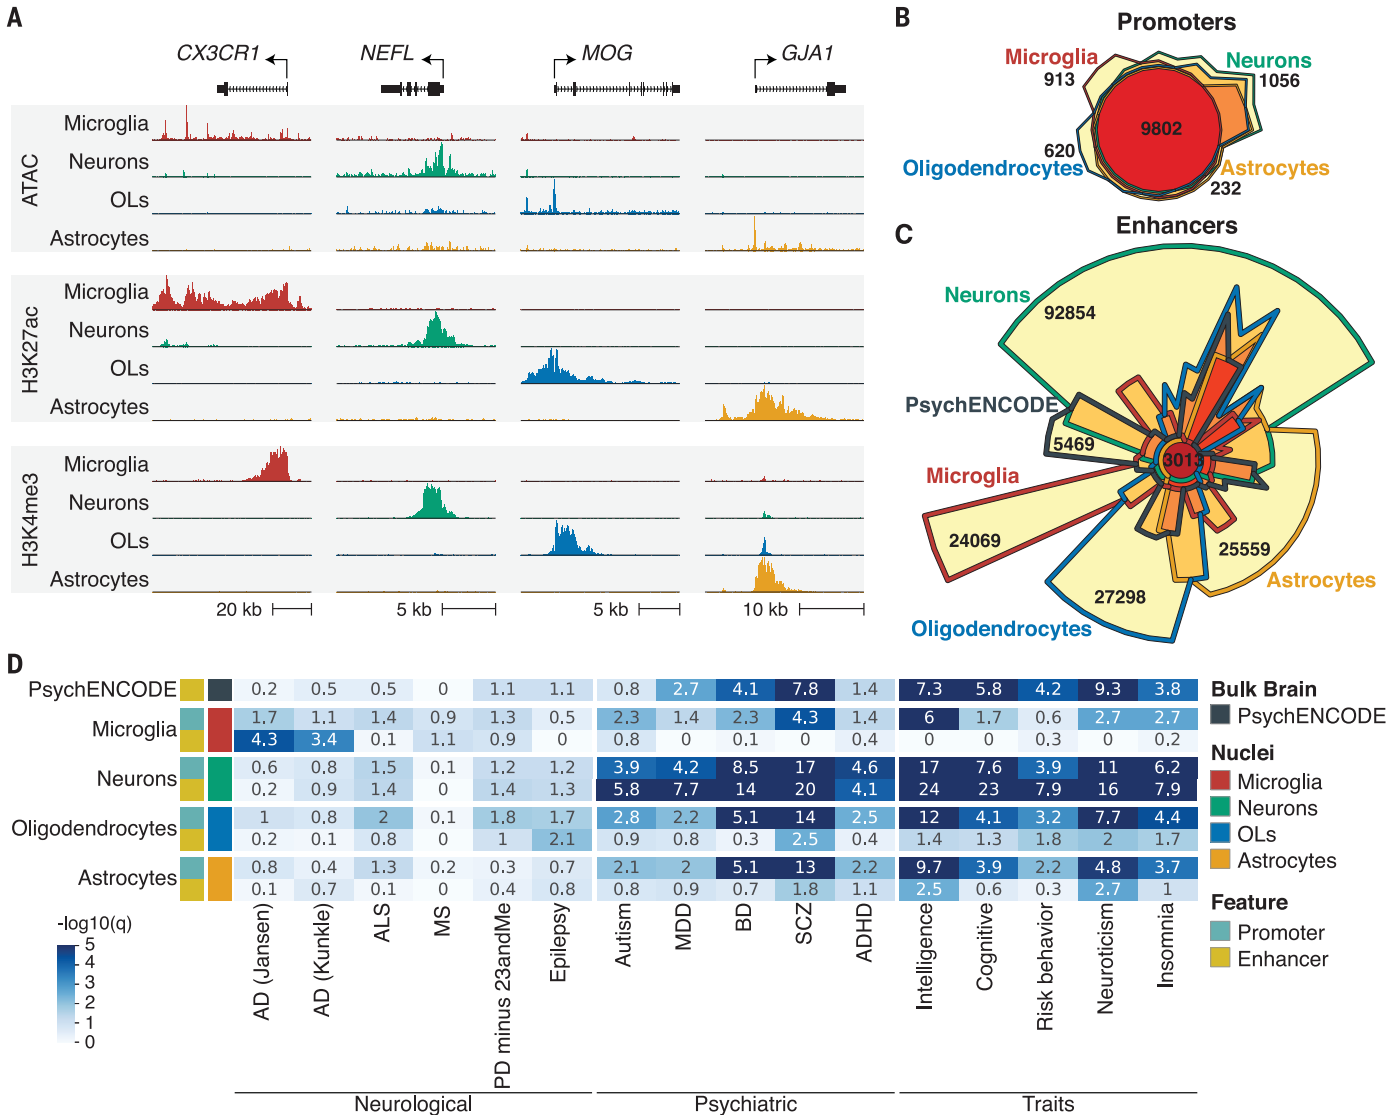 A
CX3CR1
NEFL
MOG
GJA1
ATAC
Microglia
Neurons
OLs
Astrocytes
H3K27ac
Microglia
Neurons
OLs
Astrocytes
H3K4me3
Microglia
Neurons
OLs
Astrocytes
20 kb
5 kb
5 kb
10 kb
B
Promoters
Microglia
913
Neurons
1056
9802
620
Oligodendrocytes
Astrocytes
232
C
Enhancers
Neurons
92854
PsychENCODE
5469
3013
Microglia
24069
25559
Astrocytes
27298
Oligodendrocytes
D
PsychENCODE 0.2 0.5 0.5 0 1.1 1.1 0.8 2.7 4.1 7.8 1.4 7.3 5.8 4.2 9.3 3.8
Microglia
1.7 1.1 1.4 0.9 1.3 0.5 2.3 1.4 2.3 4.3 1.4 6 1.7 0.6 2.7 2.7
4.3 3.4 0.1 1.1 0.9 0 0.8 0 0.1 0 0.4 0 0 0.3 0 0.2
Neurons
0.6 0.8 1.5 0.1 1.2 1.2 3.9 4.2 8.5 17 4.6 17 7.6 3.9 11 6.2
0.2 0.9 1.4 0 1.4 1.3 5.8 7.7 14 20 4.1 24 23 7.9 16 7.9
Oligodendrocytes
1 0.8 2 0.1 1.8 1.7 2.8 2.2 5.1 14 2.5 12 4.1 3.2 7.7 4.4
0.2 0.1 0.8 0 1 2.1 0.9 0.8 0.3 2.5 0.4 1.4 1.3 1.8 2 1.7
Astrocytes
0.8 0.4 1.3 0.2 0.3 0.7 2.1 2 5.1 13 2.2 9.7 3.9 2.2 4.8 3.7
0.1 0.7 0.1 0 0.4 0.8 0.8 0.9 0.7 1.8 1.1 2.5 0.6 0.3 2.7 1
AD (Jansen)
AD (Kunkle)
ALS
MS
PD minus 23andMe
Epilepsy
Autism
MDD
BD
SCZ
ADHD
Intelligence
Cognitive
Risk behavior
Neuroticism
Insomnia
Neurological
Psychiatric
Traits
-log10(q)
5
4
3
2
1
0
Bulk Brain
PsychENCODE
Nuclei
Microglia
Neurons
OLs
Astrocytes
Feature
Promoter
Enhancer